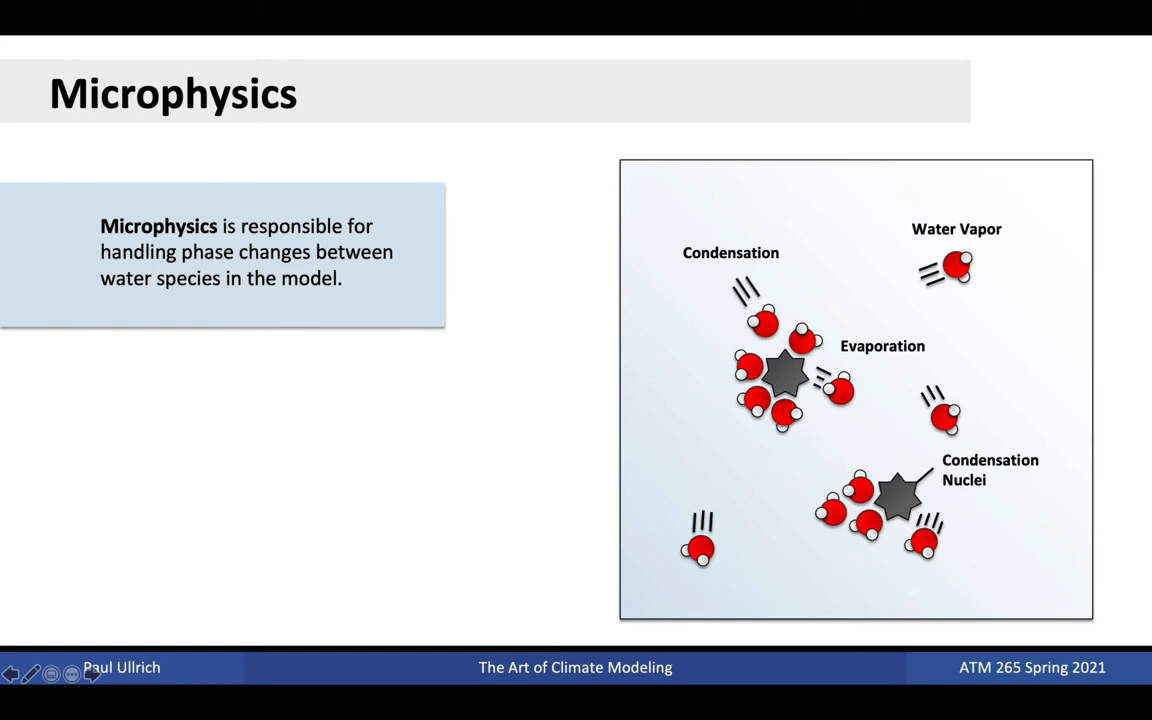 Microphysics
Microphysics is responsible for
handling phase changes between
water species in the model.
Water Vapor
Condensation
Evaporation
Condensation
Nuclei
Paul Ullrich
The Art of Climate Modeling
ATM 265 Spring 2021